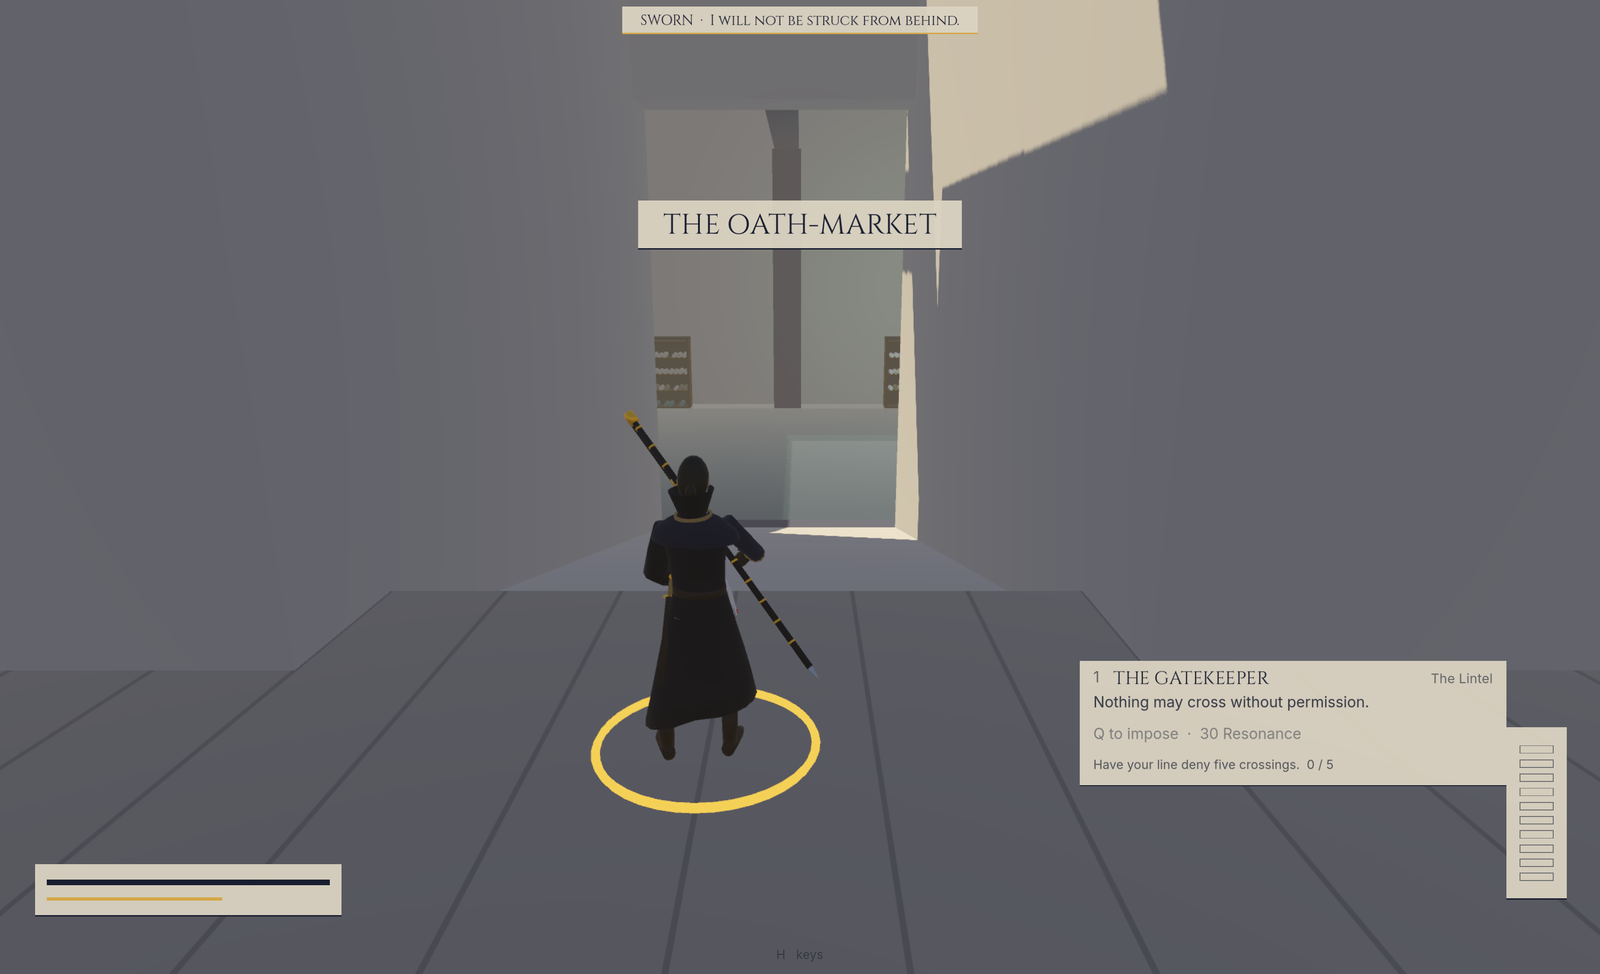 SWORN · I WILL NOT BE STRUCK FROM BEHIND.
THE OATH-MARKET
1 THE GATEKEEPER The Lintel
Nothing may cross without permission.
Q to impose · 30 Resonance
Have your line deny five crossings. 0 / 5
H keys